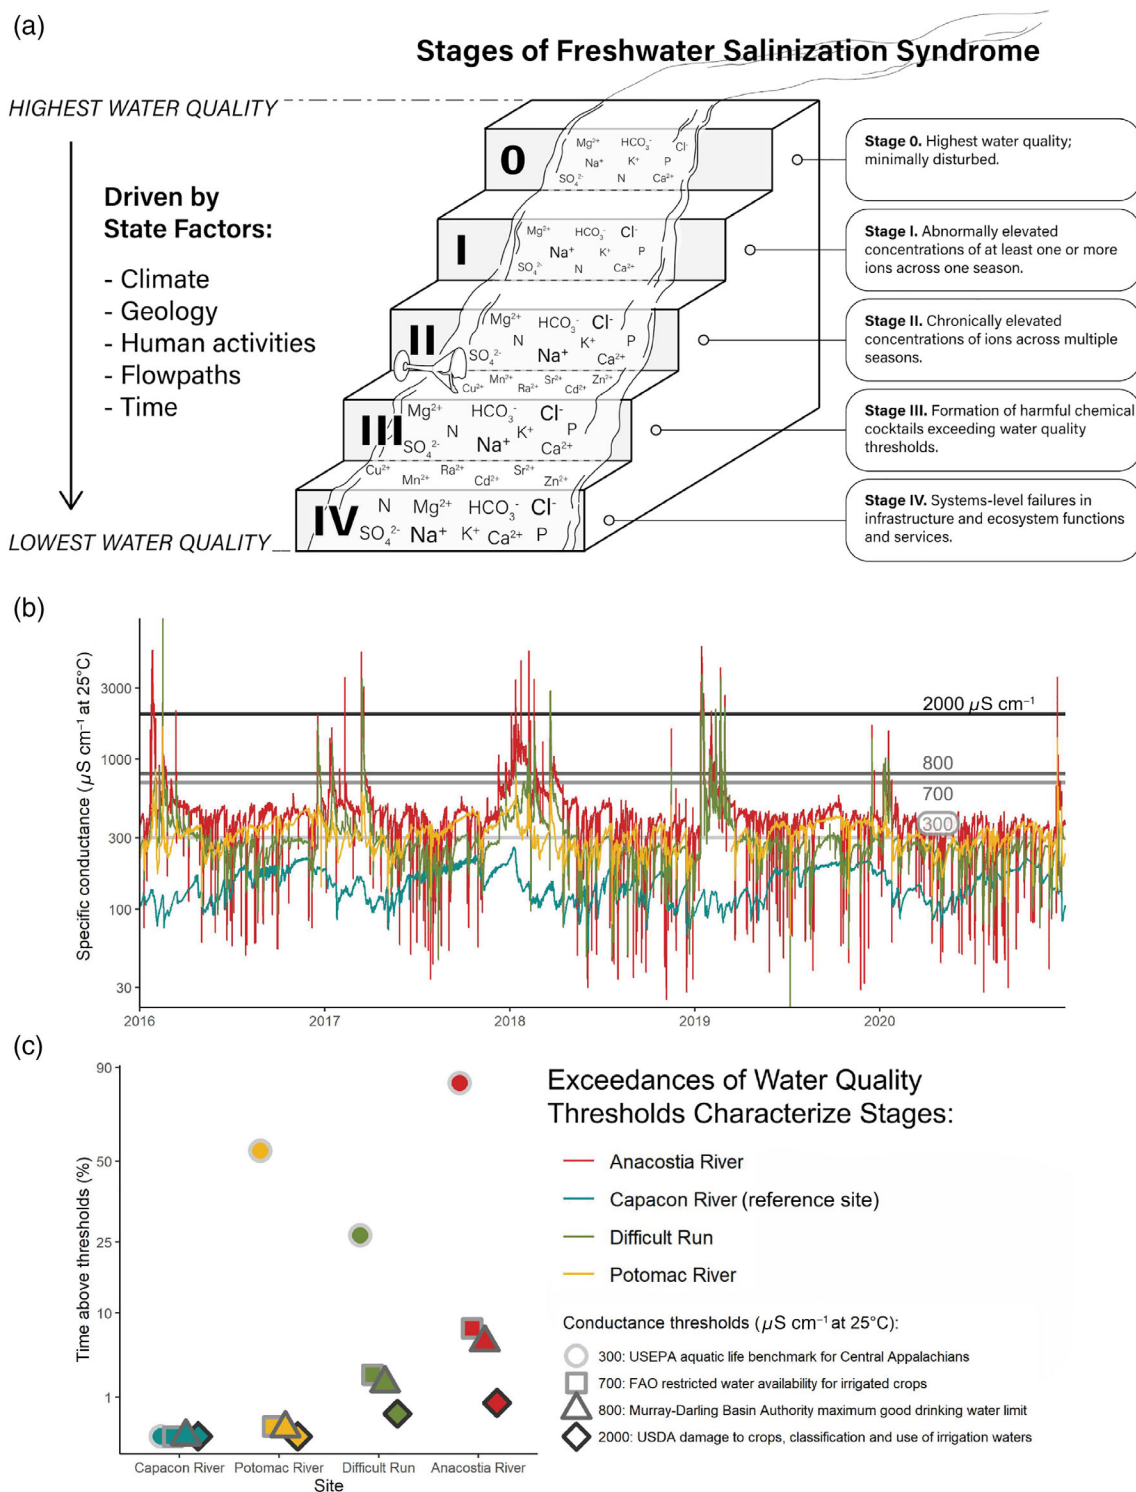 (a)
Stages of Freshwater Salinization Syndrome
HIGHEST WATER QUALITY
Driven by
State Factors:
- Climate
- Geology
- Human activities
- Flowpaths
- Time
LOWEST WATER QUALITY
0
Mg²⁺ HCO₃⁻ Cl⁻
Na⁺ K⁺ P
SO₄²⁻ N Ca²⁺
I
Mg²⁺ HCO₃⁻ Cl⁻
Na⁺ K⁺ P
SO₄²⁻ N Ca²⁺
II
Mg²⁺ HCO₃⁻ Cl⁻
N K⁺ P
SO₄²⁻ Na⁺ Ca²⁺
Cu²⁺ Mn²⁺ Ra²⁺ Sr²⁺ Cd²⁺ Zn²⁺
III
Mg²⁺ HCO₃⁻ Cl⁻
N K⁺ P
SO₄²⁻ Na⁺ Ca²⁺
Cu²⁺ Mn²⁺ Ra²⁺ Cd²⁺ Sr²⁺ Zn²⁺
IV
N Mg²⁺ HCO₃⁻ Cl⁻
SO₄²⁻ Na⁺ K⁺ Ca²⁺ P
Stage 0. Highest water quality;
minimally disturbed.
Stage I. Abnormally elevated
concentrations of at least one or more
ions across one season.
Stage II. Chronically elevated
concentrations of ions across multiple
seasons.
Stage III. Formation of harmful chemical
cocktails exceeding water quality
thresholds.
Stage IV. Systems-level failures in
infrastructure and ecosystem functions
and services.
(b)
Specific conductance (µS cm⁻¹ at 25°C)
3000
1000
300
100
30
2000 µS cm⁻¹
800
700
300
2016 2017 2018 2019 2020
(c)
Time above thresholds (%)
90
50
25
10
1
Capacon River Potomac River Difficult Run Anacostia River
Site
Exceedances of Water Quality
Thresholds Characterize Stages:
Anacostia River
Capacon River (reference site)
Difficult Run
Potomac River
Conductance thresholds (µS cm⁻¹ at 25°C):
300: USEPA aquatic life benchmark for Central Appalachians
700: FAO restricted water availability for irrigated crops
800: Murray-Darling Basin Authority maximum good drinking water limit
2000: USDA damage to crops, classification and use of irrigation waters